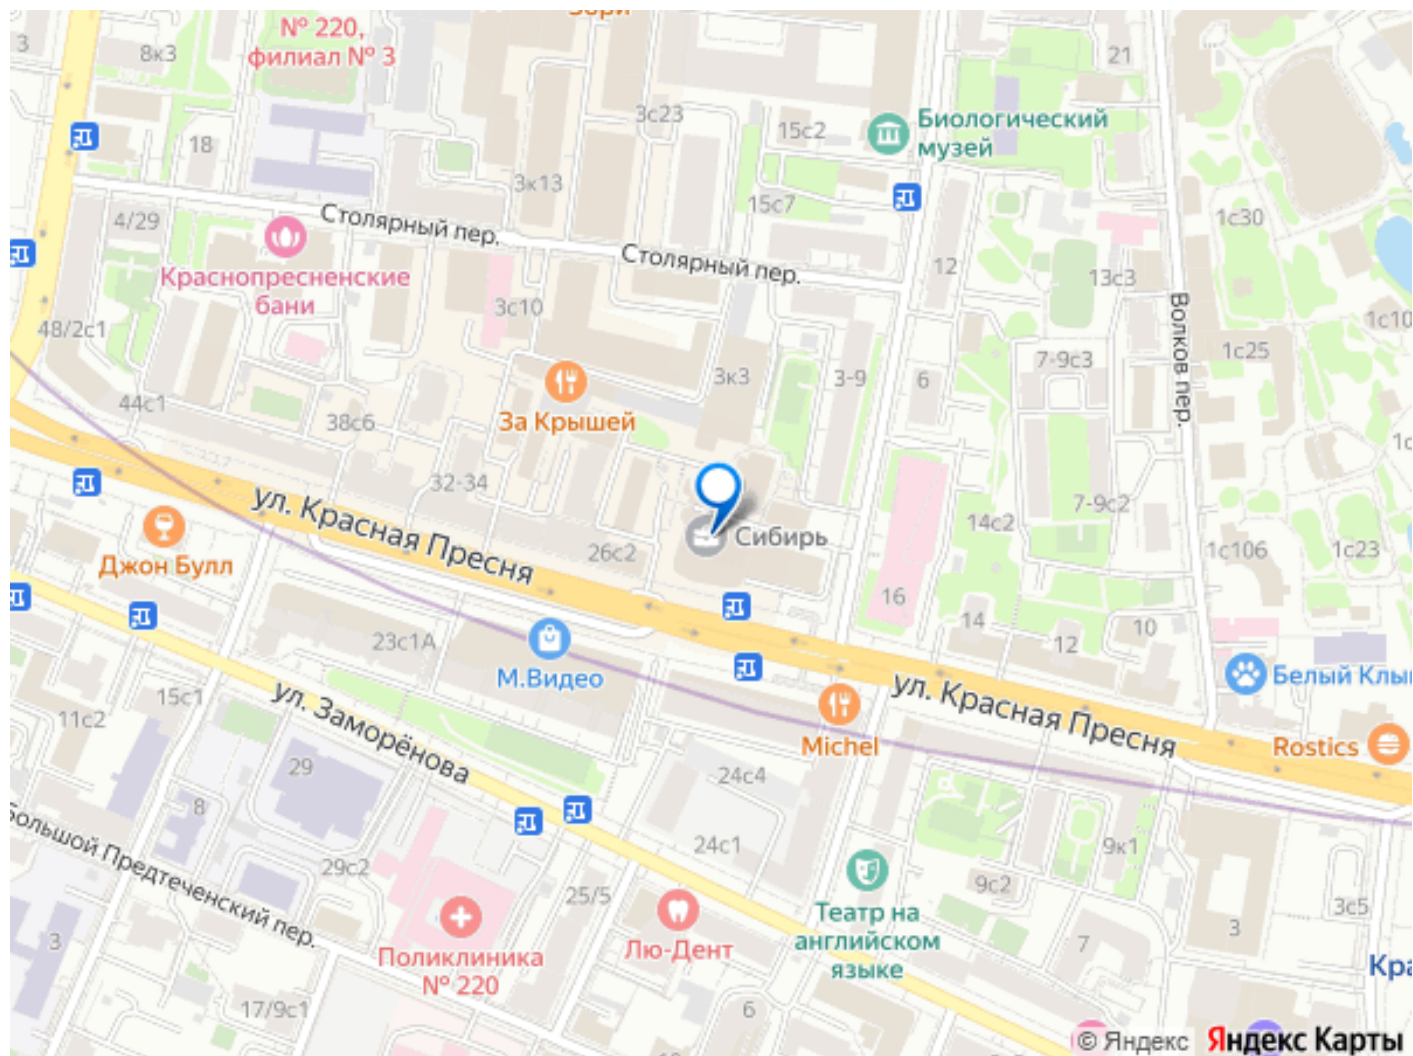 Зори
№ 220,
филиал № 3
3
8к3
21
3с23
15с2
Биологический
музей
18
3к13
15с7
4/29
Столярный пер.
1с30
Столярный пер.
12
Краснопресненские
бани
13с3
3с10
Волков пер.
1с10
48/2с1
1с25
7-9с3
3к3
3-9
6
44с1
38с6
За Крышей
32-34
7-9с2
ул. Красная Пресня
14с2
Сибирь
26с2
1с106
1с23
Джон Булл
16
14
12
10
23с1А
М.Видео
Белый Клы
15с1
ул. Заморёнова
ул. Красная Пресня
11с2
Michel
Rostics
29
24с4
8
24с1
9к1
Большой Предтеченский пер.
29с2
25/5
9с2
3с5
Театр на
английском
языке
3
3
7
Лю-Дент
Поликлиника
№ 220
Кра
17/9с1
6
10
© Яндекс Яндекс Карты